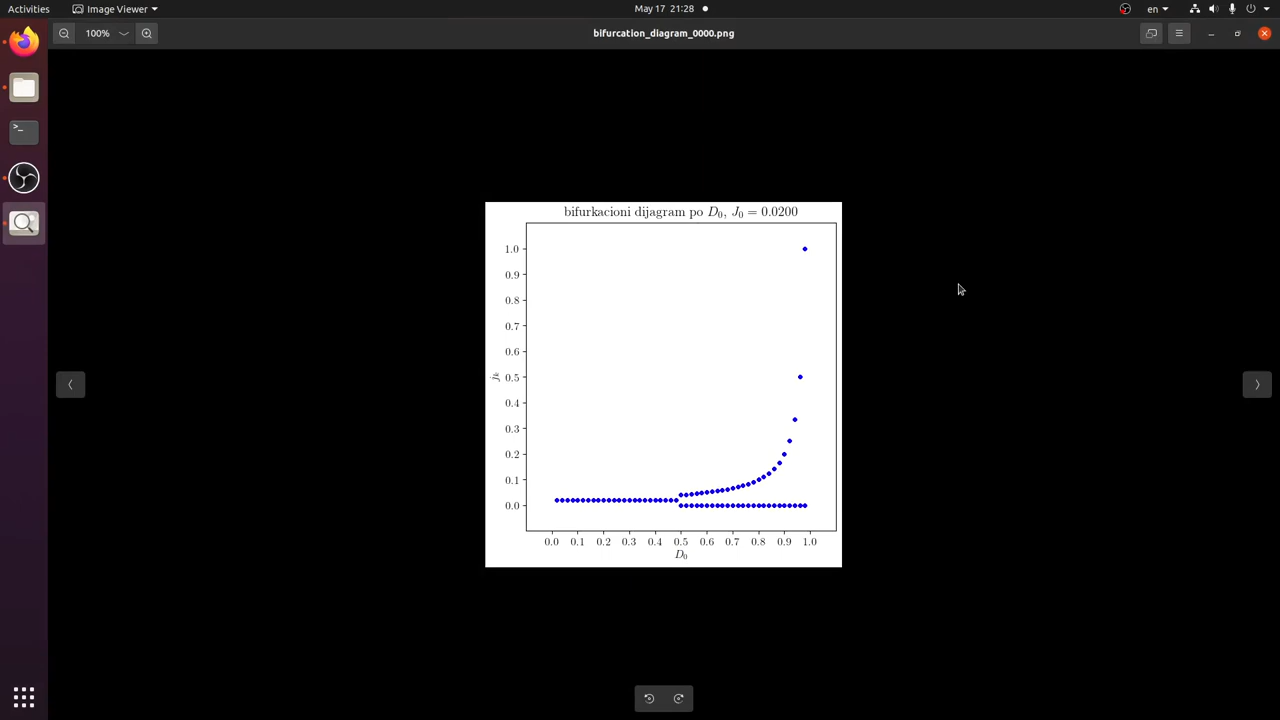 Activities Image Viewer May 17 21:28 en
100% bifurcation_diagram_0000.png
bifurkacioni dijagram po D₀, J₀ = 0.0200
1.0
0.9
0.8
0.7
0.6
0.5
0.4
0.3
0.2
0.1
0.0
jₖ
0.0 0.1 0.2 0.3 0.4 0.5 0.6 0.7 0.8 0.9 1.0
D₀